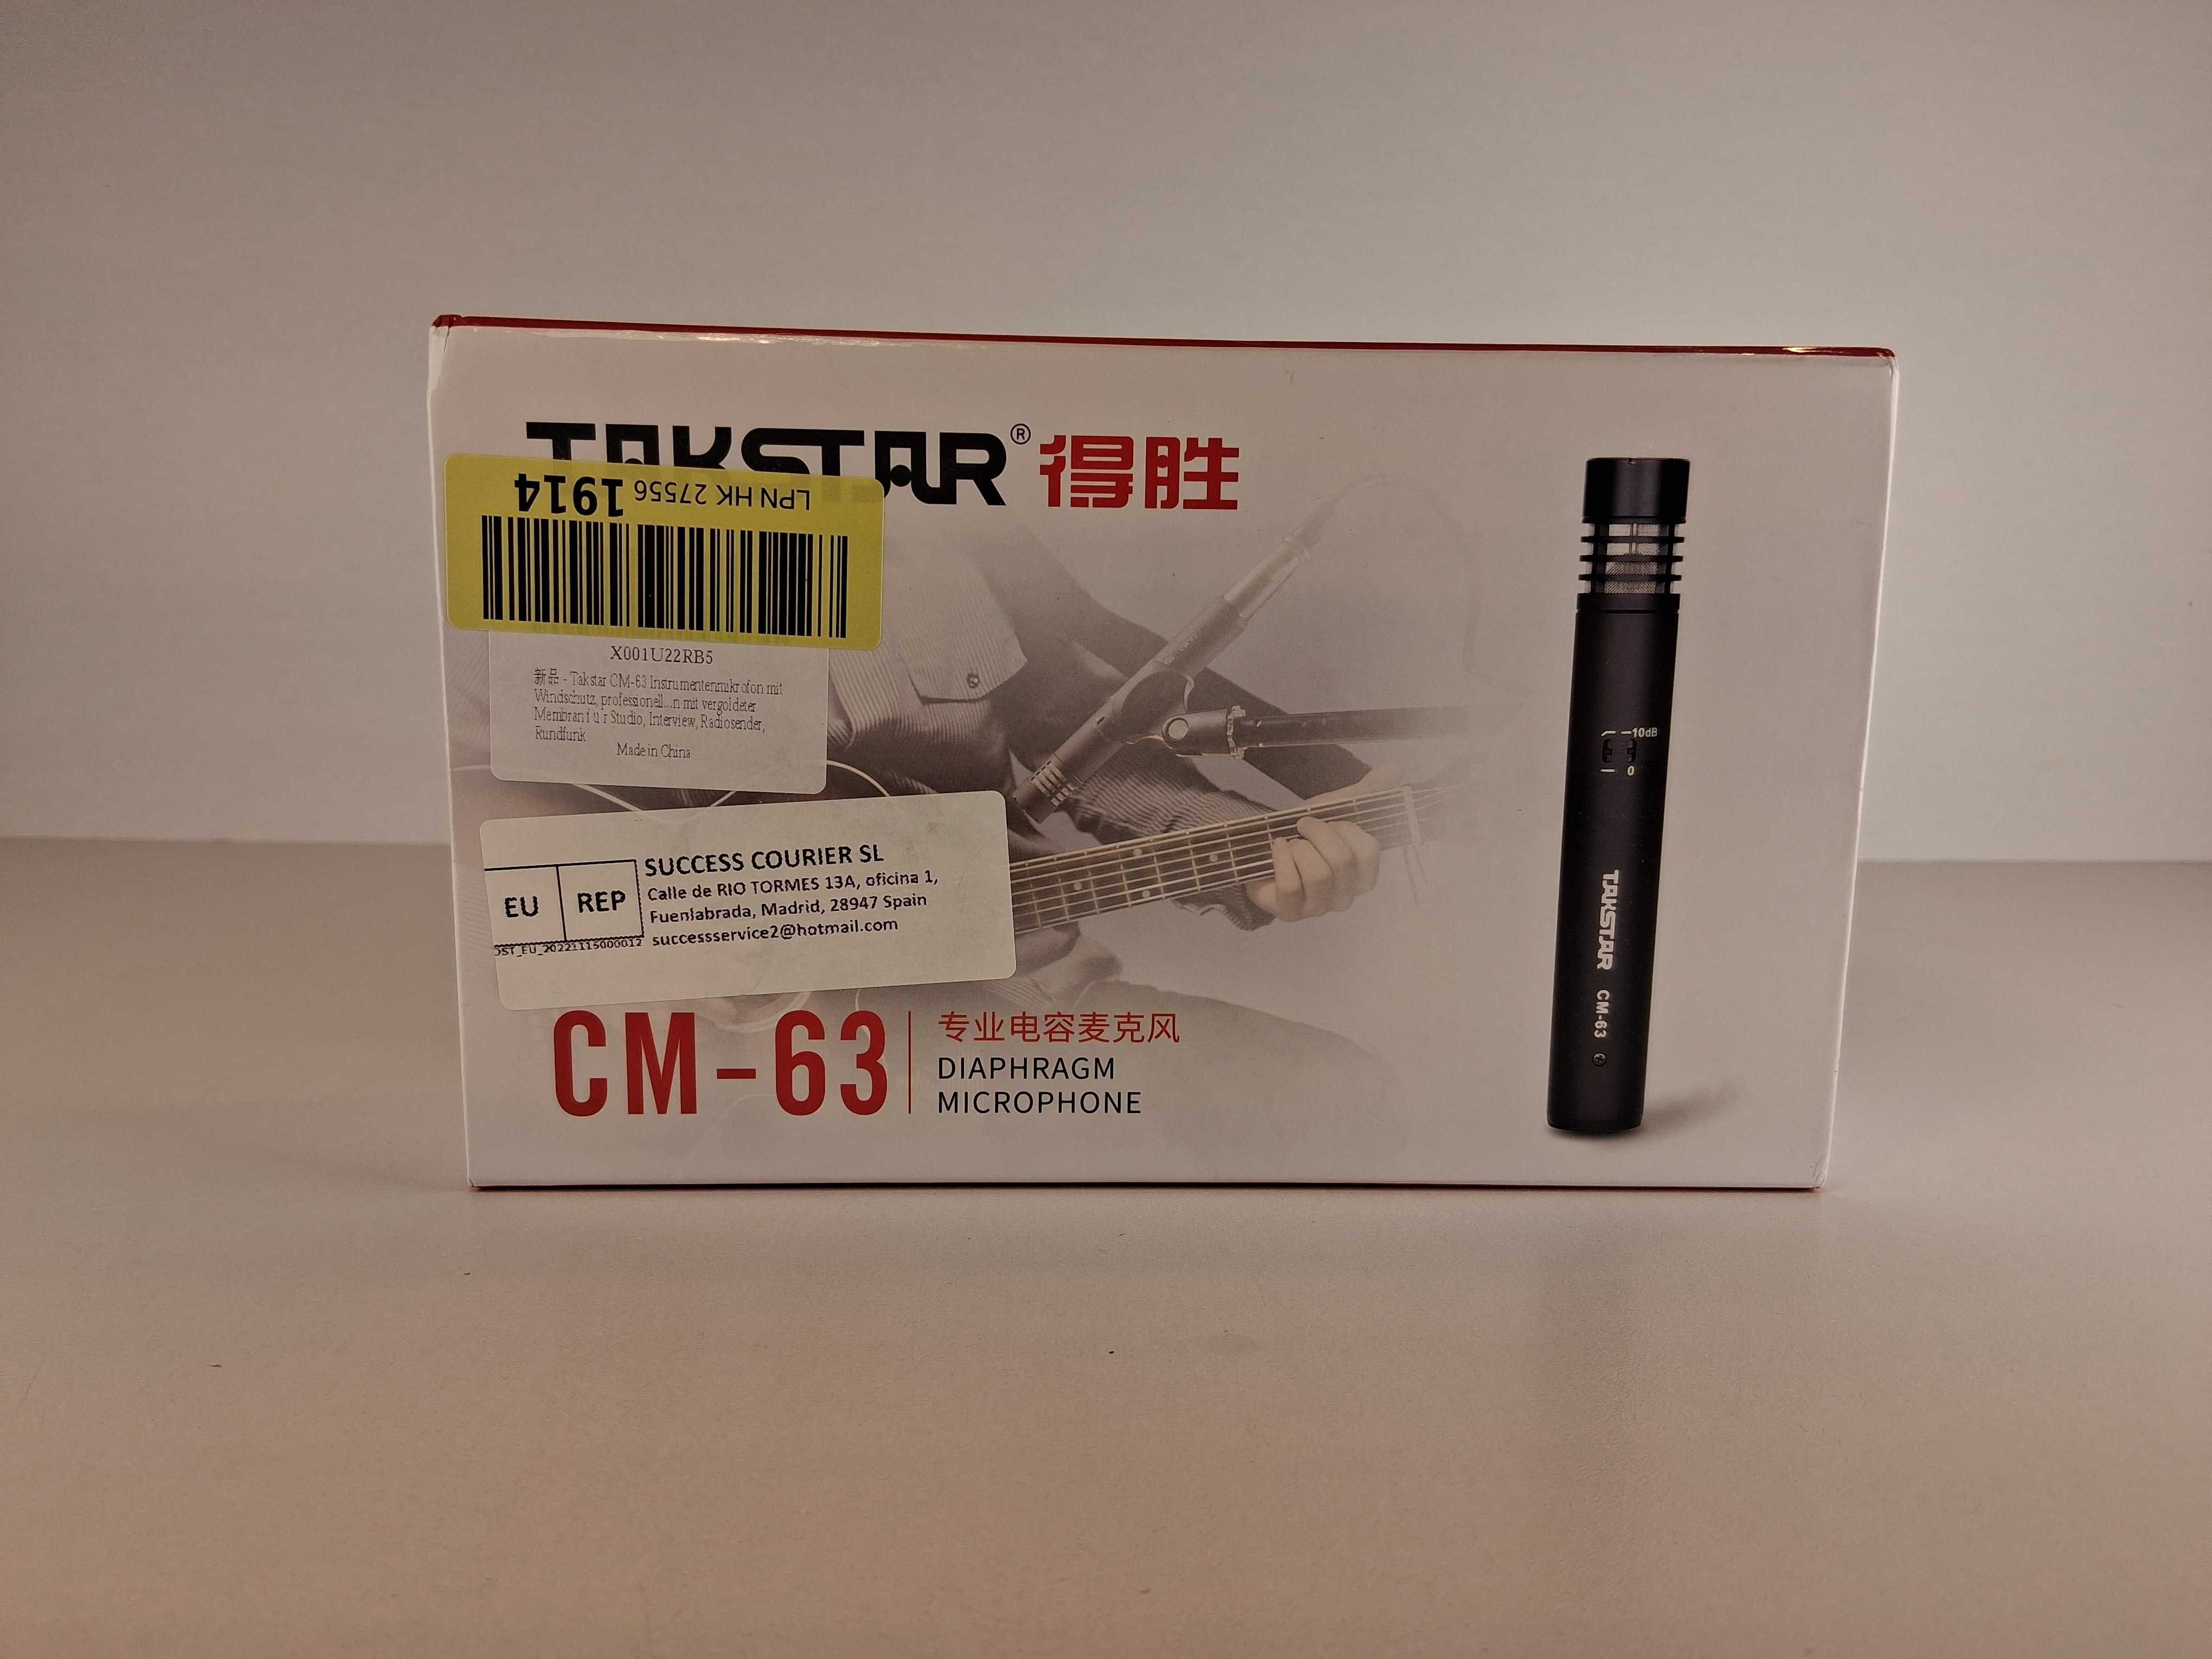 TAKSTAR® 得胜
LPN HK 27556 1914
X001U22RB5
新品 - Takstar CM-63 Instrumentenmikrofon mit
Windschutz, professionell...n mit vergoldeter
Membran f ü r Studio, Interview, Radiosender,
Rundfunk
Made in China
EU REP
OST_EU_20221115000012
SUCCESS COURIER SL
Calle de RIO TORMES 13A, oficina 1,
Fuenlabrada, Madrid, 28947 Spain
successservice2@hotmail.com
CM-63
专业电容麦克风
DIAPHRAGM
MICROPHONE
-10dB
0
TAKSTAR CM-63